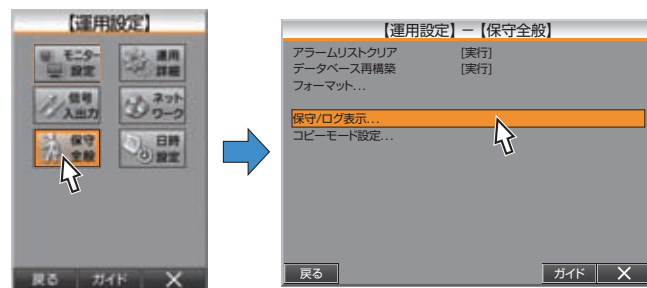 【運用設定】
モニター
設定
運用
詳細
信号
入出力
ネット
ワーク
保守
全般
日時
設定
戻る ガイド X
【運用設定】－【保守全般】
アラームリストクリア [実行]
データベース再構築 [実行]
フォーマット...
保守/ログ表示...
コピーモード設定...
戻る ガイド X